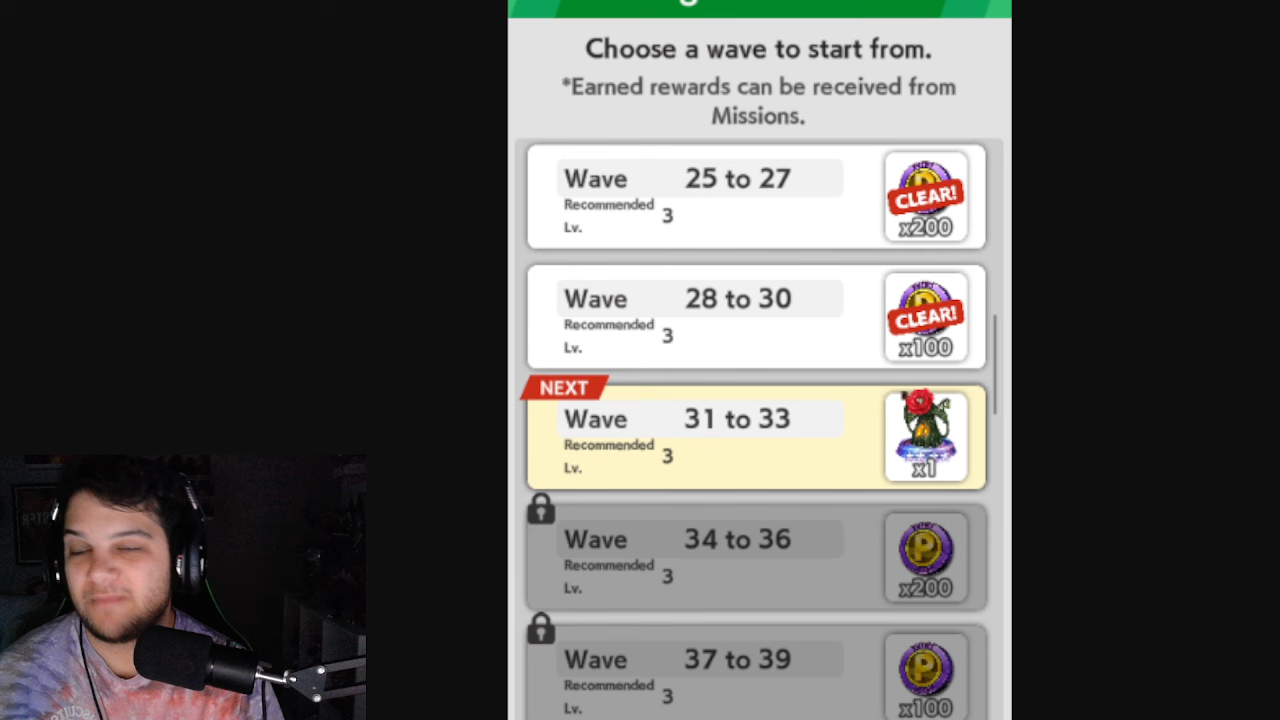 Choose a wave to start from.
*Earned rewards can be received from
Missions.
Wave 25 to 27
Recommended
Lv. 3
CLEAR!
x200
Wave 28 to 30
Recommended
Lv. 3
CLEAR!
x100
NEXT
Wave 31 to 33
Recommended
Lv. 3
x1
Wave 34 to 36
Recommended
Lv. 3
P
x200
Wave 37 to 39
Recommended
Lv. 3
P
x100